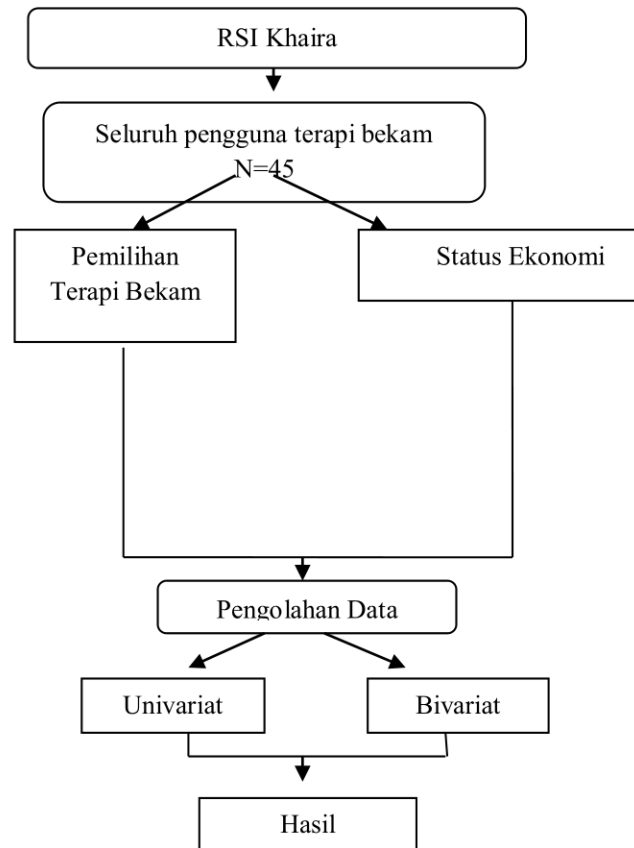 RSI Khaira
Seluruh pengguna terapi bekam
N=45
Pemilihan
Terapi Bekam
Status Ekonomi
Pengolahan Data
Univariat
Bivariat
Hasil